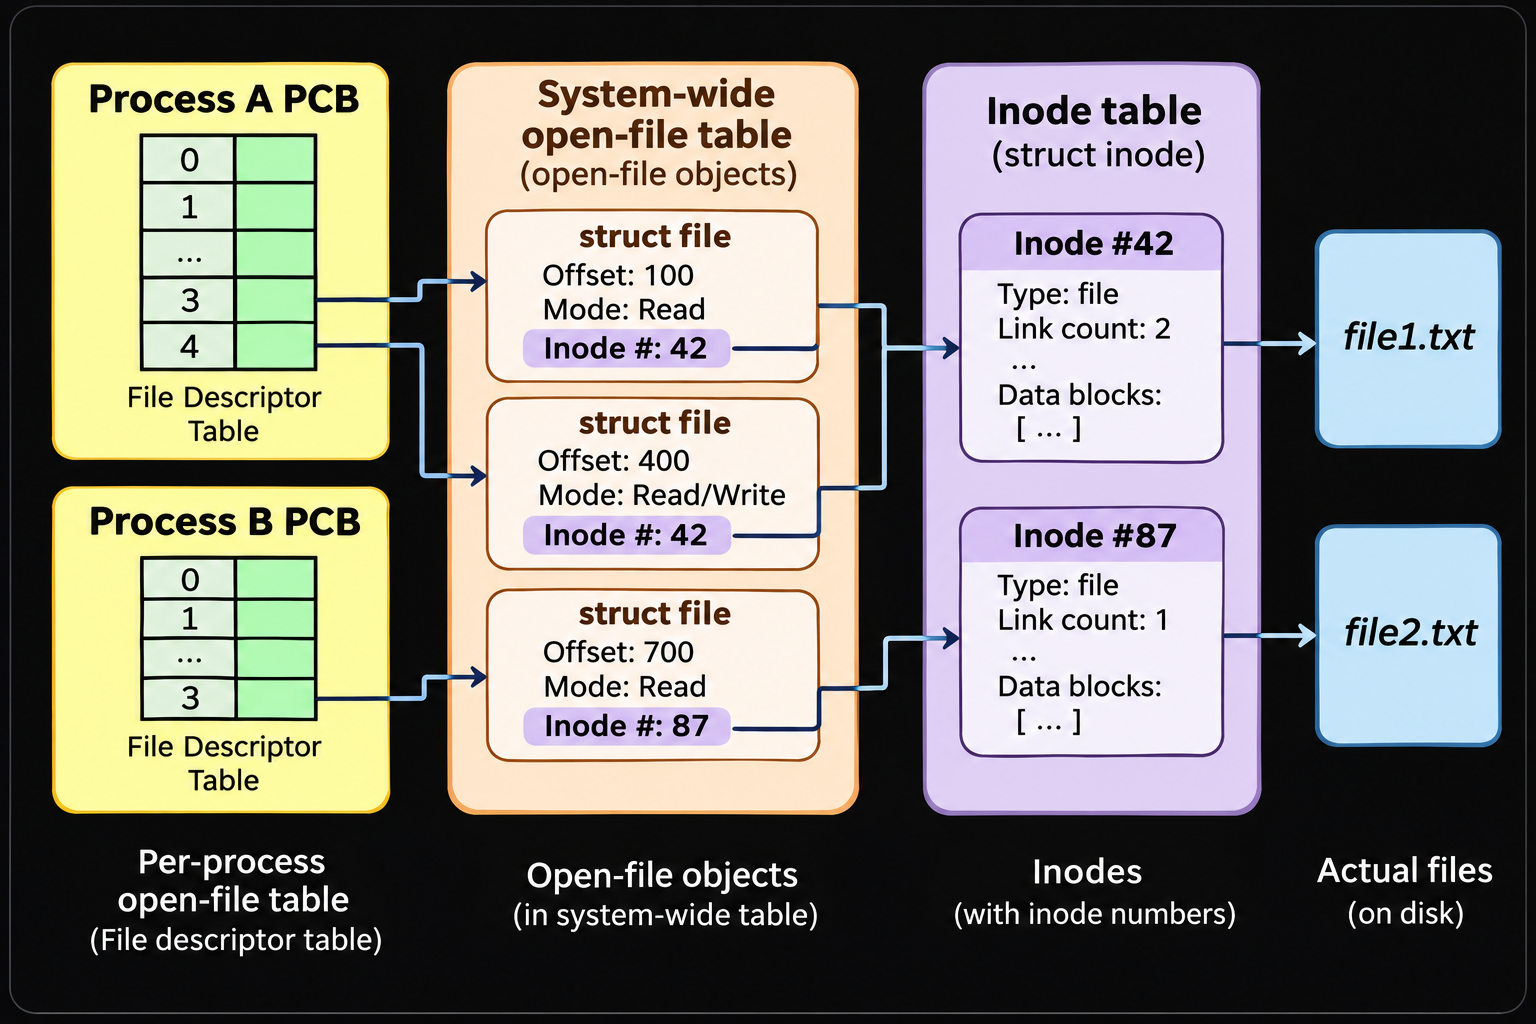 Process A PCB
0
1
...
3
4
File Descriptor
Table
Process B PCB
0
1
...
3
File Descriptor
Table
Per-process
open-file table
(File descriptor table)
System-wide
open-file table
(open-file objects)
struct file
Offset: 100
Mode: Read
Inode #: 42
struct file
Offset: 400
Mode: Read/Write
Inode #: 42
struct file
Offset: 700
Mode: Read
Inode #: 87
Open-file objects
(in system-wide table)
Inode table
(struct inode)
Inode #42
Type: file
Link count: 2
...
Data blocks:
[ ... ]
Inode #87
Type: file
Link count: 1
...
Data blocks:
[ ... ]
Inodes
(with inode numbers)
file1.txt
file2.txt
Actual files
(on disk)